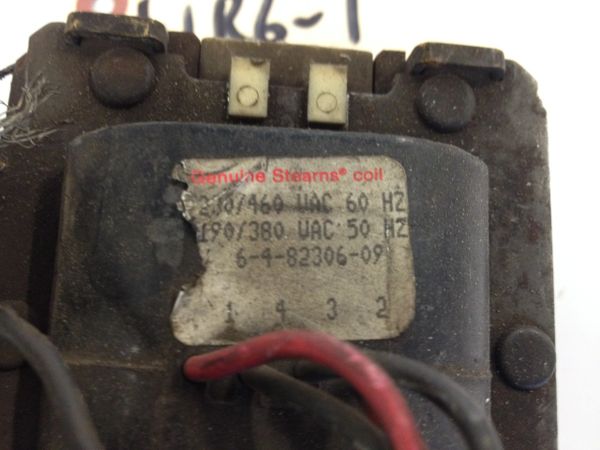 Genuine Stearns® coil
230/460 VAC 60 HZ
190/380 VAC 50 HZ
6-4-82306-09
1 4 3 2